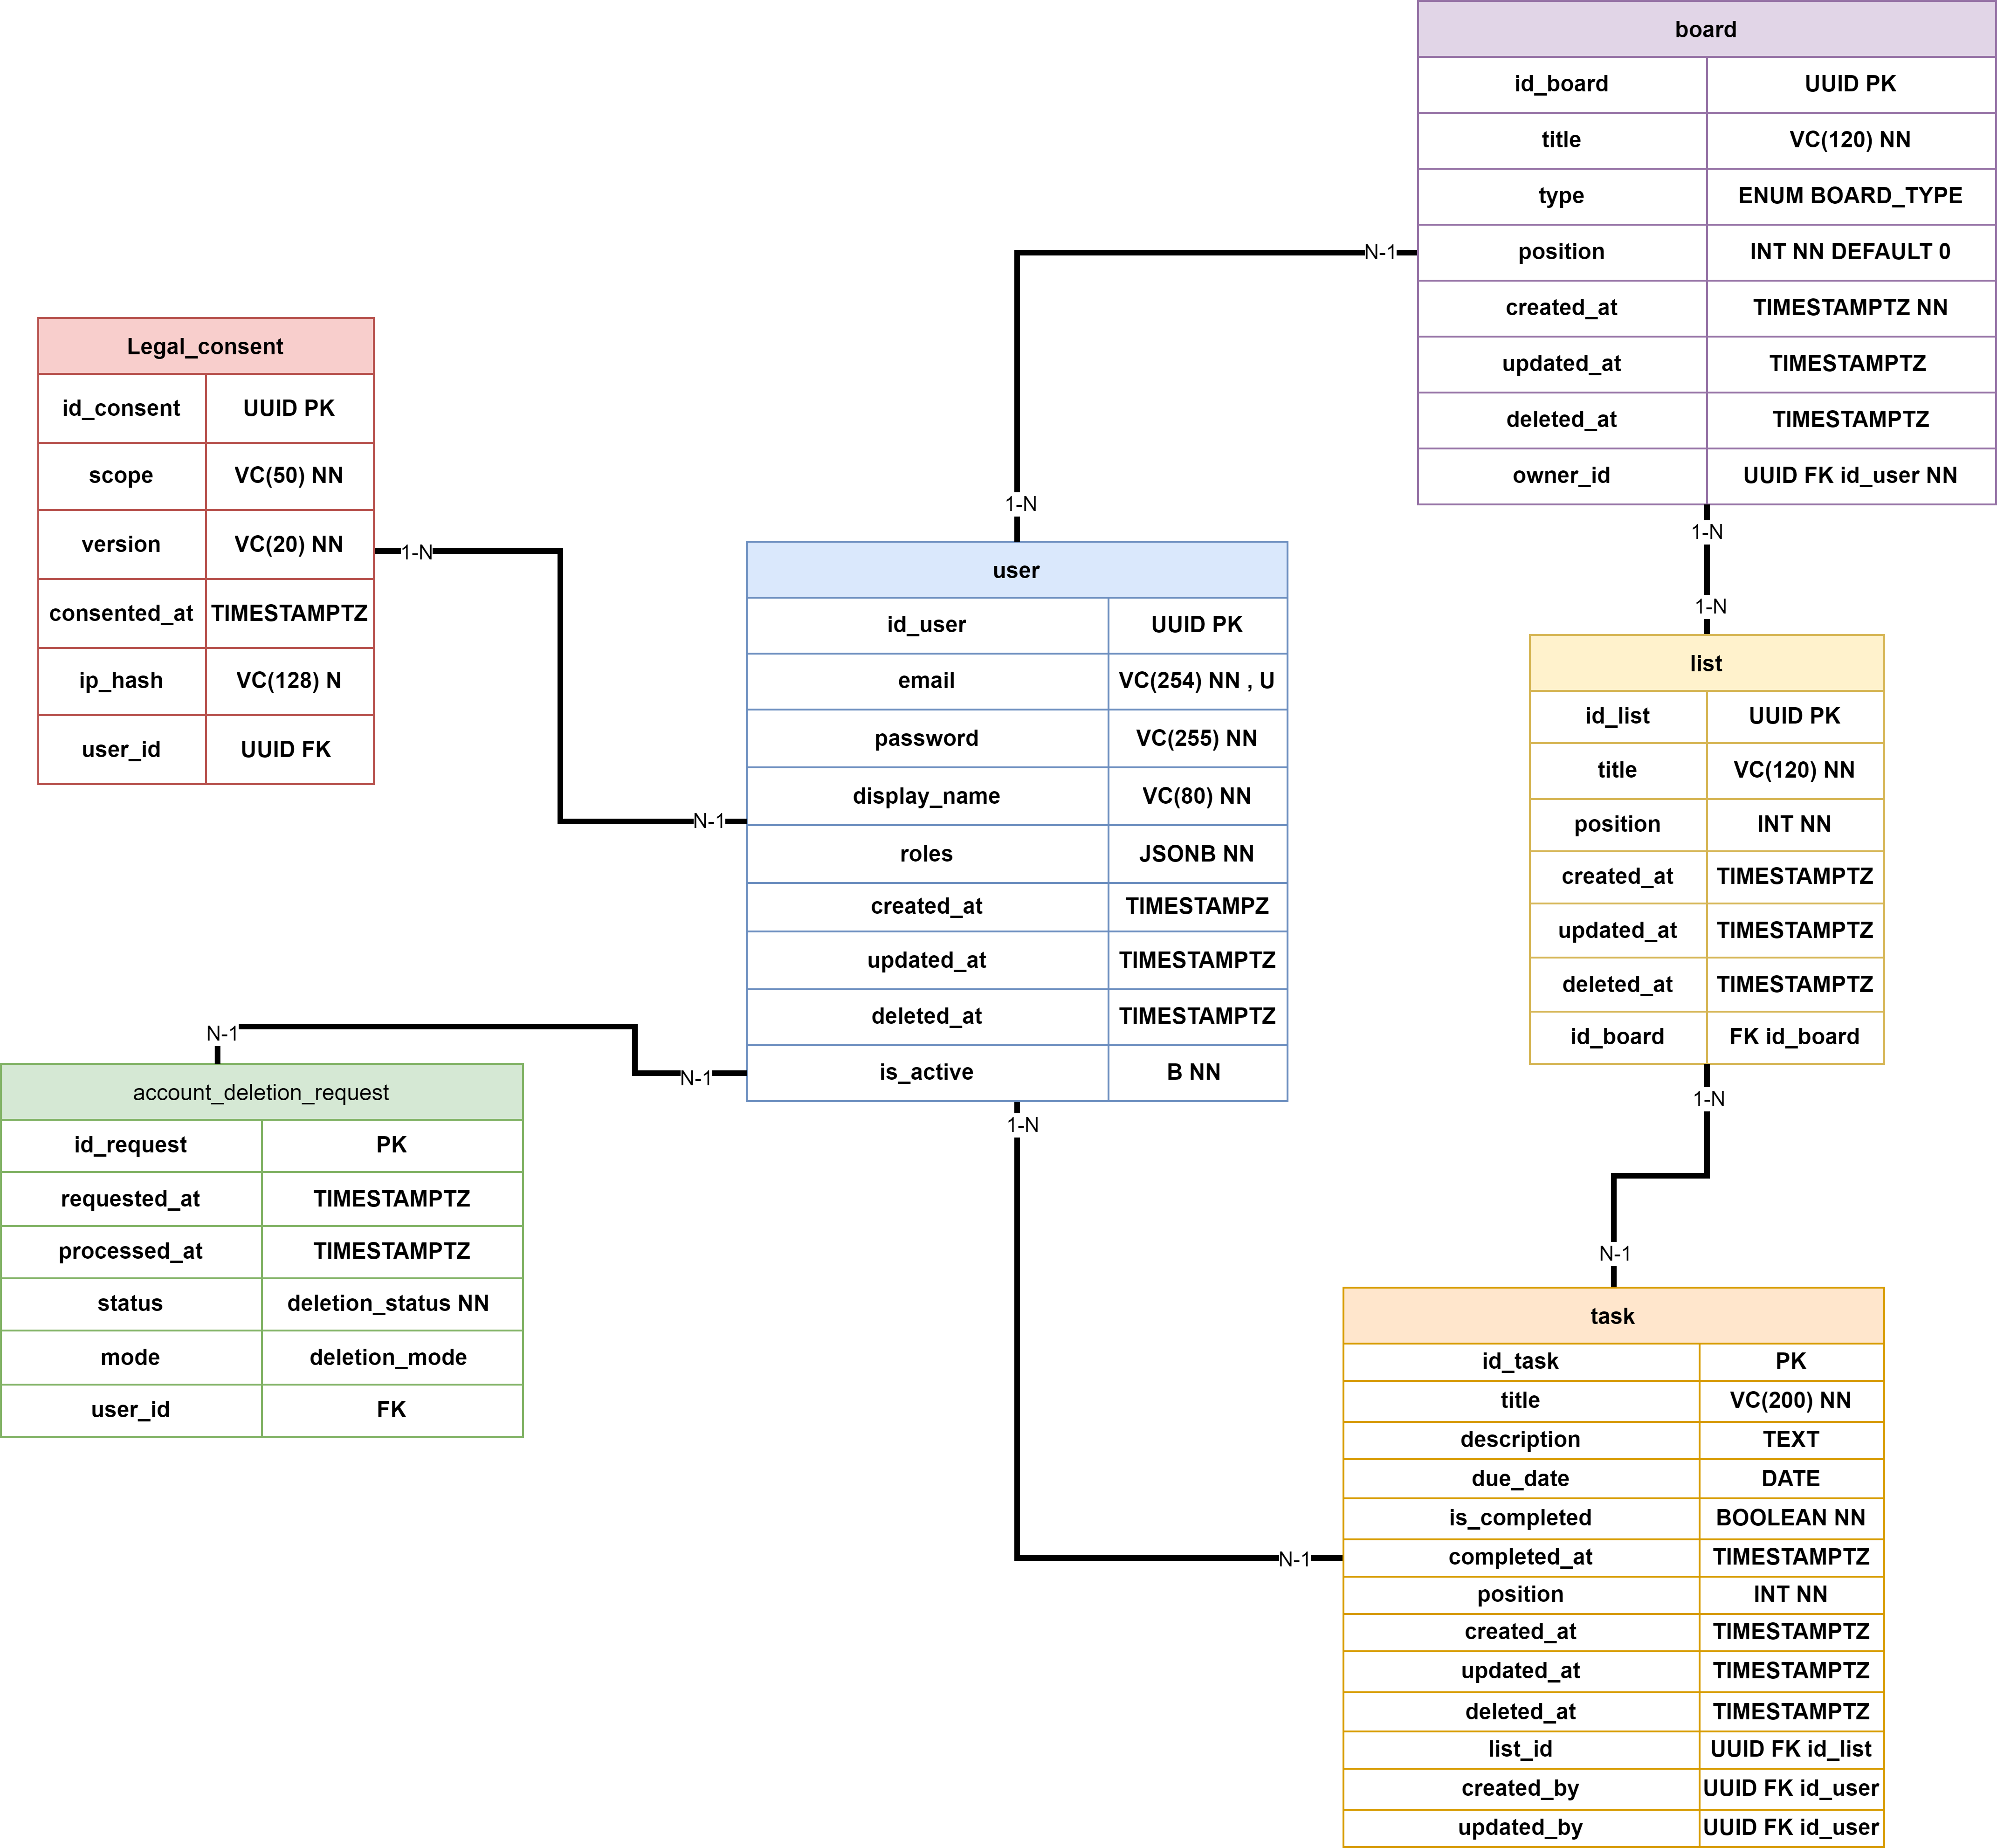 board
id_board UUID PK
title VC(120) NN
type ENUM BOARD_TYPE
position INT NN DEFAULT 0
created_at TIMESTAMPTZ NN
updated_at TIMESTAMPTZ
deleted_at TIMESTAMPTZ
owner_id UUID FK id_user NN
N-1
1-N
1-N
1-N
Legal_consent
id_consent UUID PK
scope VC(50) NN
version VC(20) NN
consented_at TIMESTAMPTZ
ip_hash VC(128) N
user_id UUID FK
1-N
N-1
user
id_user UUID PK
email VC(254) NN , U
password VC(255) NN
display_name VC(80) NN
roles JSONB NN
created_at TIMESTAMPZ
updated_at TIMESTAMPTZ
deleted_at TIMESTAMPTZ
is_active B NN
list
id_list UUID PK
title VC(120) NN
position INT NN
created_at TIMESTAMPTZ
updated_at TIMESTAMPTZ
deleted_at TIMESTAMPTZ
id_board FK id_board
N-1
N-1
1-N
1-N
N-1
N-1
account_deletion_request
id_request PK
requested_at TIMESTAMPTZ
processed_at TIMESTAMPTZ
status deletion_status NN
mode deletion_mode
user_id FK
task
id_task PK
title VC(200) NN
description TEXT
due_date DATE
is_completed BOOLEAN NN
completed_at TIMESTAMPTZ
position INT NN
created_at TIMESTAMPTZ
updated_at TIMESTAMPTZ
deleted_at TIMESTAMPTZ
list_id UUID FK id_list
created_by UUID FK id_user
updated_by UUID FK id_user